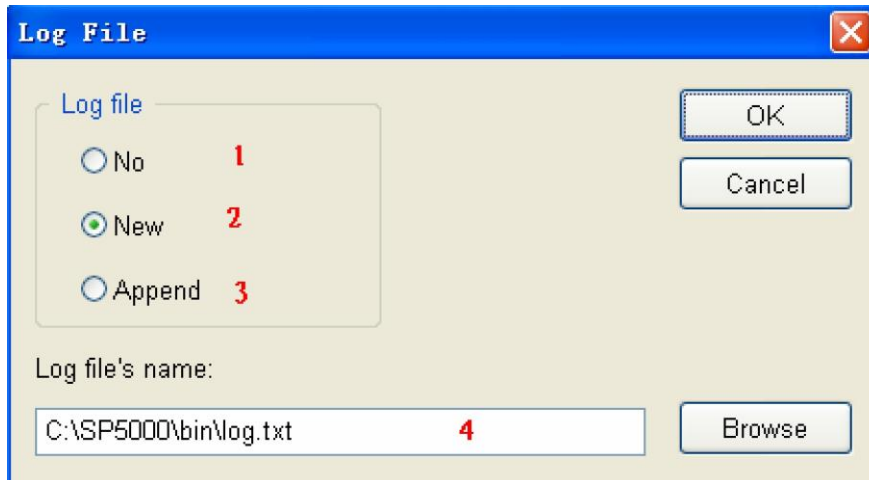 Log File
Log file
No 1
New 2
Append 3
OK
Cancel
Log file's name:
C:\SP5000\bin\log.txt 4
Browse